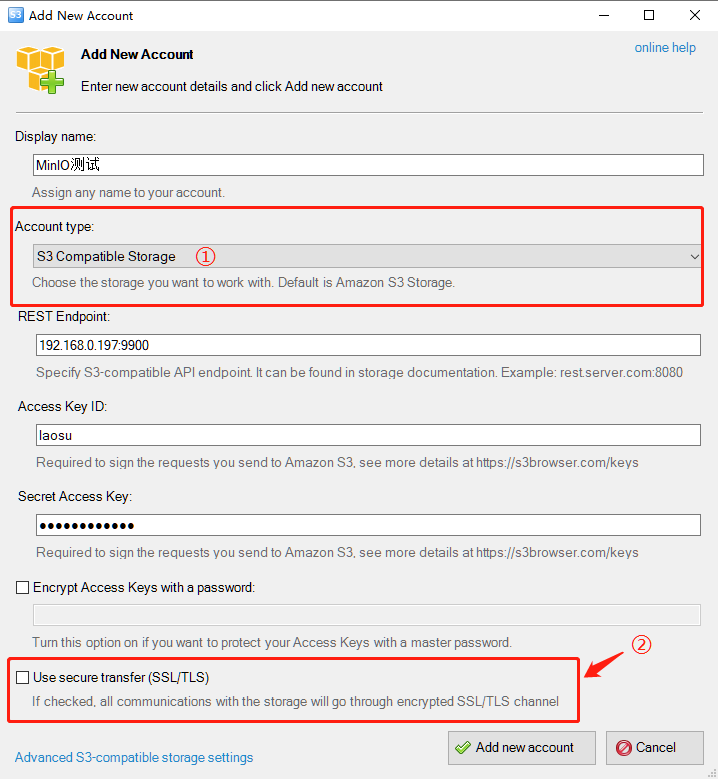 S3 Add New Account
Add New Account
online help
Enter new account details and click Add new account
Display name:
MinIO测试
Assign any name to your account.
Account type:
S3 Compatible Storage ①
Choose the storage you want to work with. Default is Amazon S3 Storage.
REST Endpoint:
192.168.0.197:9900
Specify S3-compatible API endpoint. It can be found in storage documentation. Example: rest.server.com:8080
Access Key ID:
laosu
Required to sign the requests you send to Amazon S3, see more details at https://s3browser.com/keys
Secret Access Key:
●●●●●●●●●●●●
Required to sign the requests you send to Amazon S3, see more details at https://s3browser.com/keys
Encrypt Access Keys with a password:
Turn this option on if you want to protect your Access Keys with a master password.
②
Use secure transfer (SSL/TLS)
If checked, all communications with the storage will go through encrypted SSL/TLS channel
Advanced S3-compatible storage settings
Add new account
Cancel